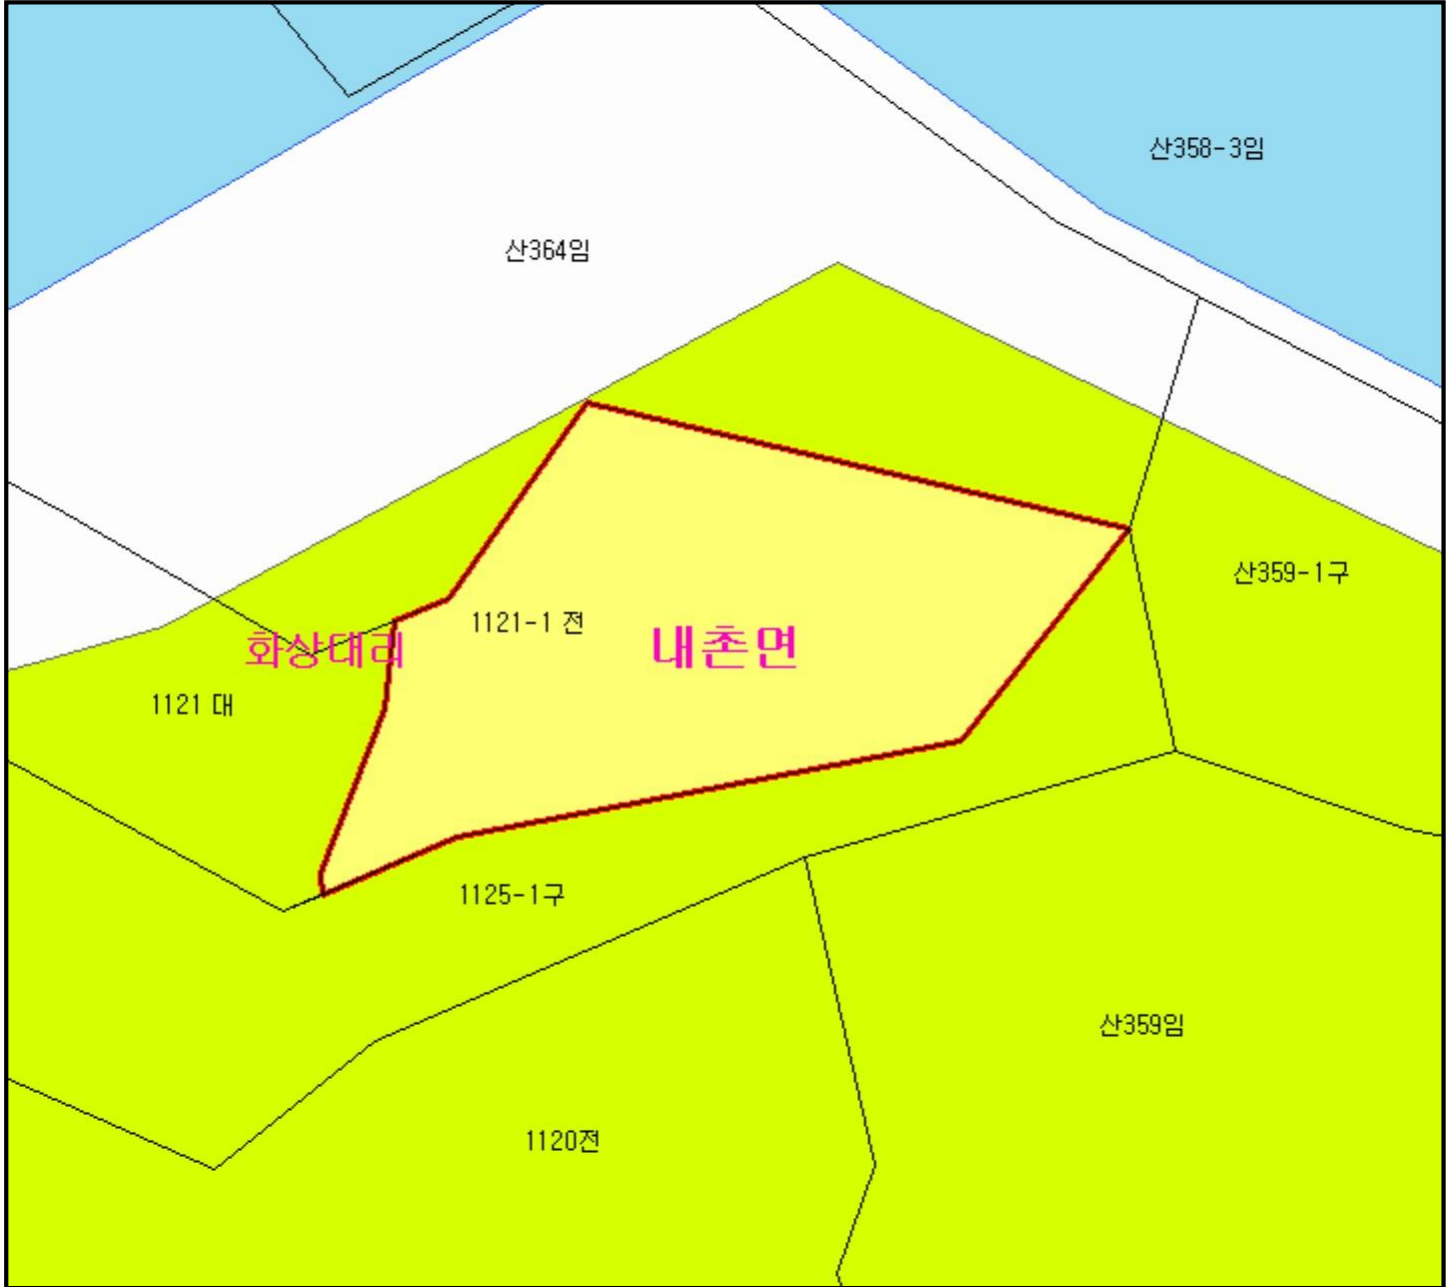 산358-3임
산364임
산359-1구
1121-1 전
화상대리
내촌면
1121 대
1125-1구
산359임
1120전